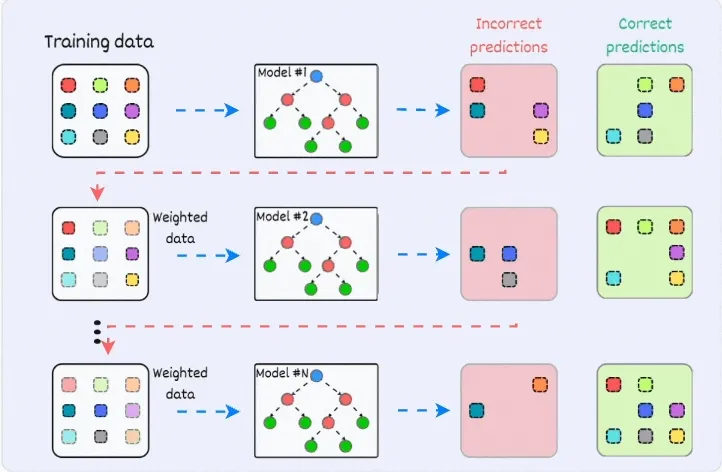 Training data
Incorrect
predictions
Correct
predictions
Model #1
Weighted
data
Model #2
Weighted
data
Model #N